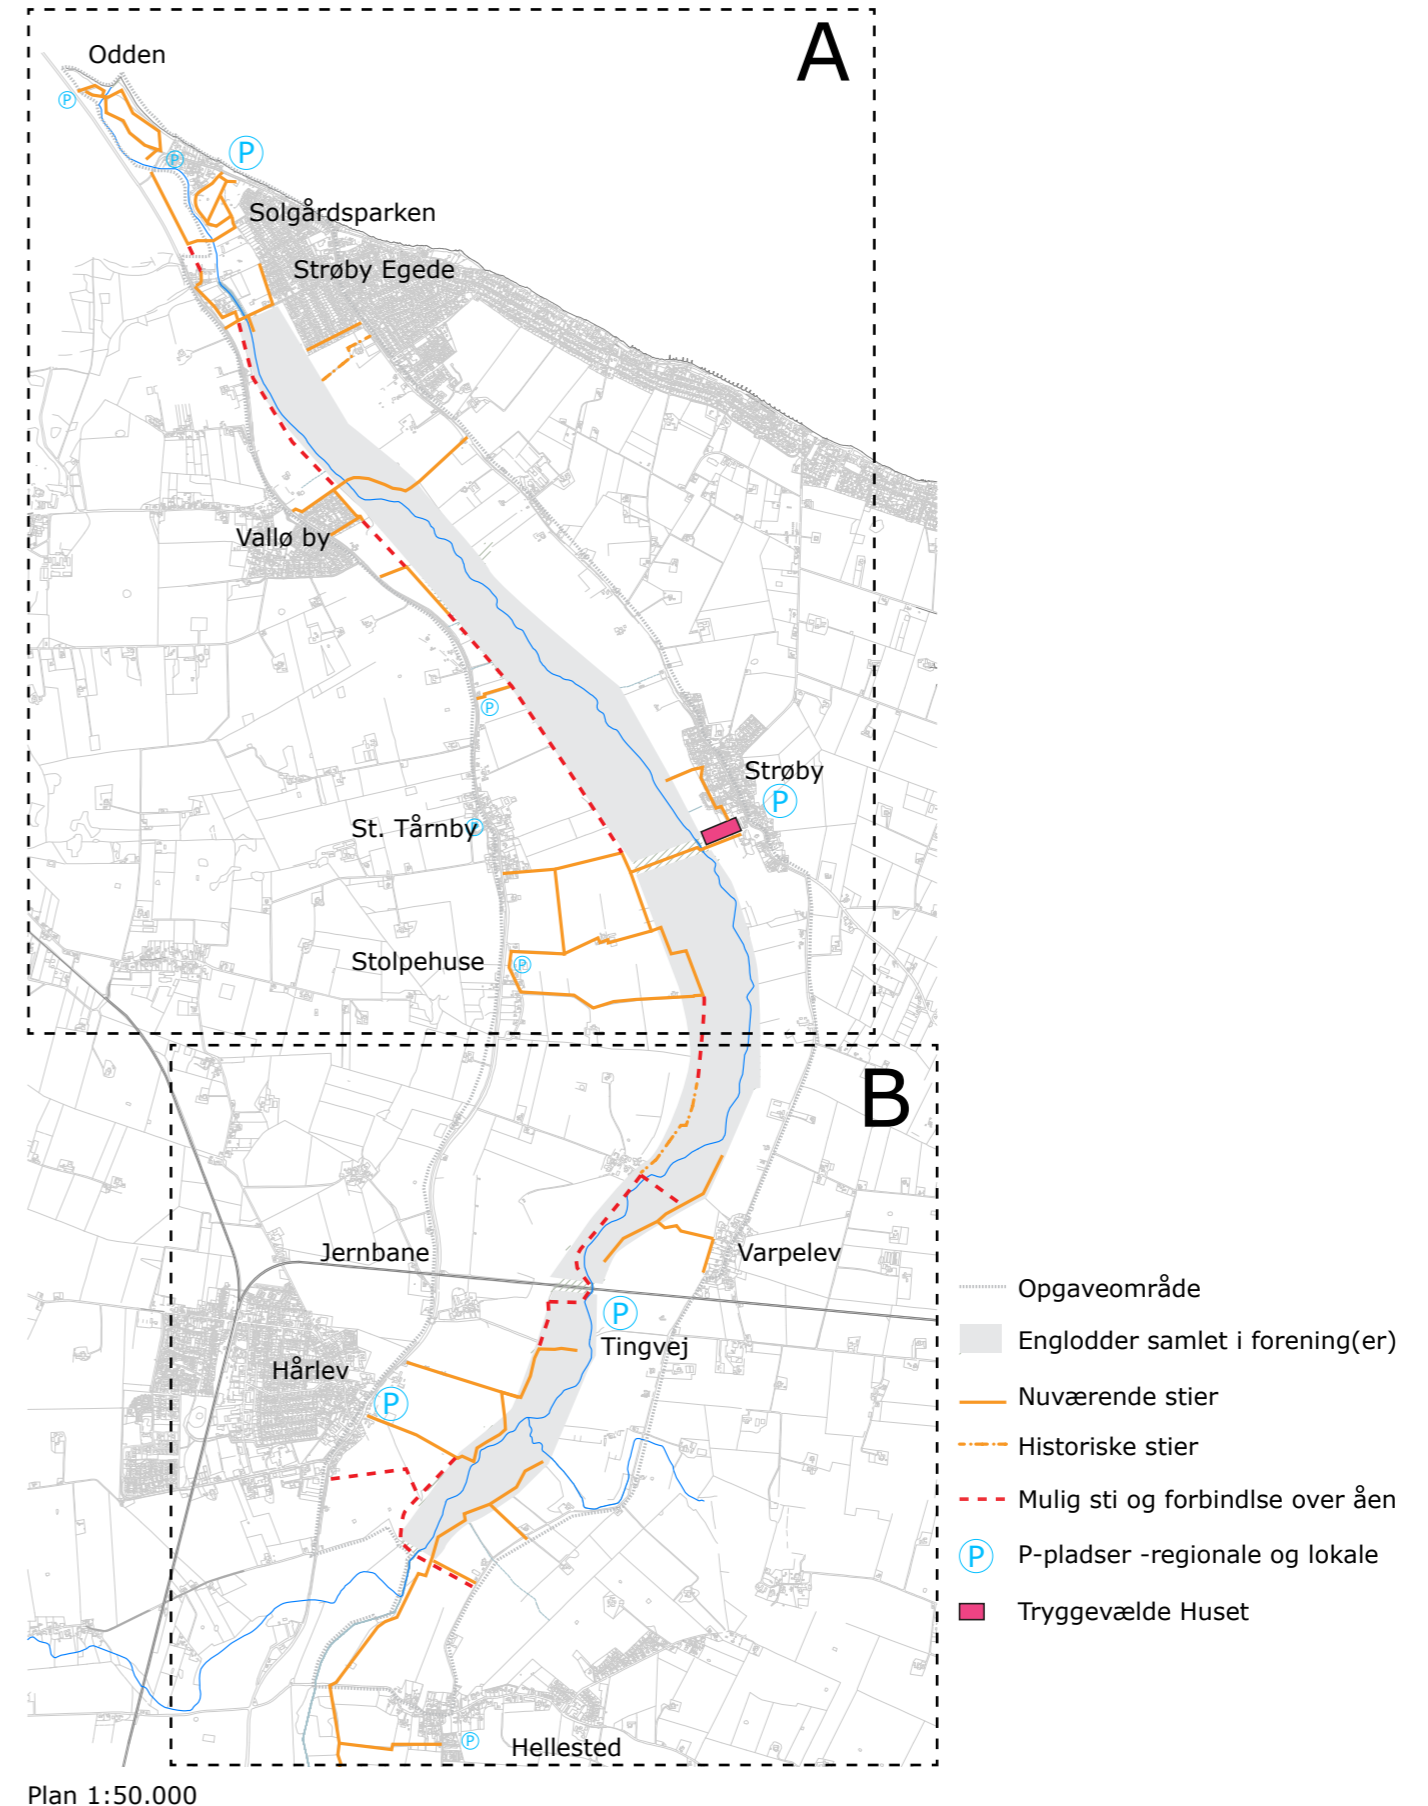 A
Odden
P
P
P
Solgårdsparken
Strøby Egede
Vallø by
P
Strøby
P
St. Tårnby
P
Stolpehuse
P
B
Jernbane
Varpelev
P
Tingvej
Hårlev
P
P
Hellested
Opgaveområde
Englodder samlet i forening(er)
Nuværende stier
Historiske stier
Mulig sti og forbindlse over åen
P
P-pladser -regionale og lokale
Tryggevælde Huset
Plan 1:50.000